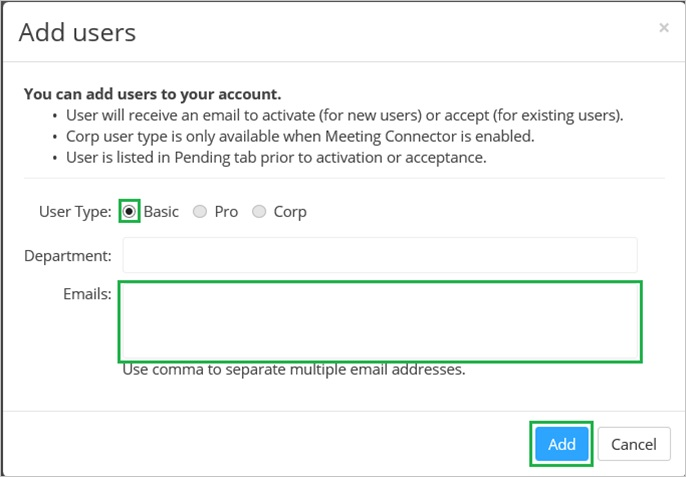 Add users
×
You can add users to your account.
• User will receive an email to activate (for new users) or accept (for existing users).
• Corp user type is only available when Meeting Connector is enabled.
• User is listed in Pending tab prior to activation or acceptance.
User Type: Basic Pro Corp
Department:
Emails:
Use comma to separate multiple email addresses.
Add Cancel